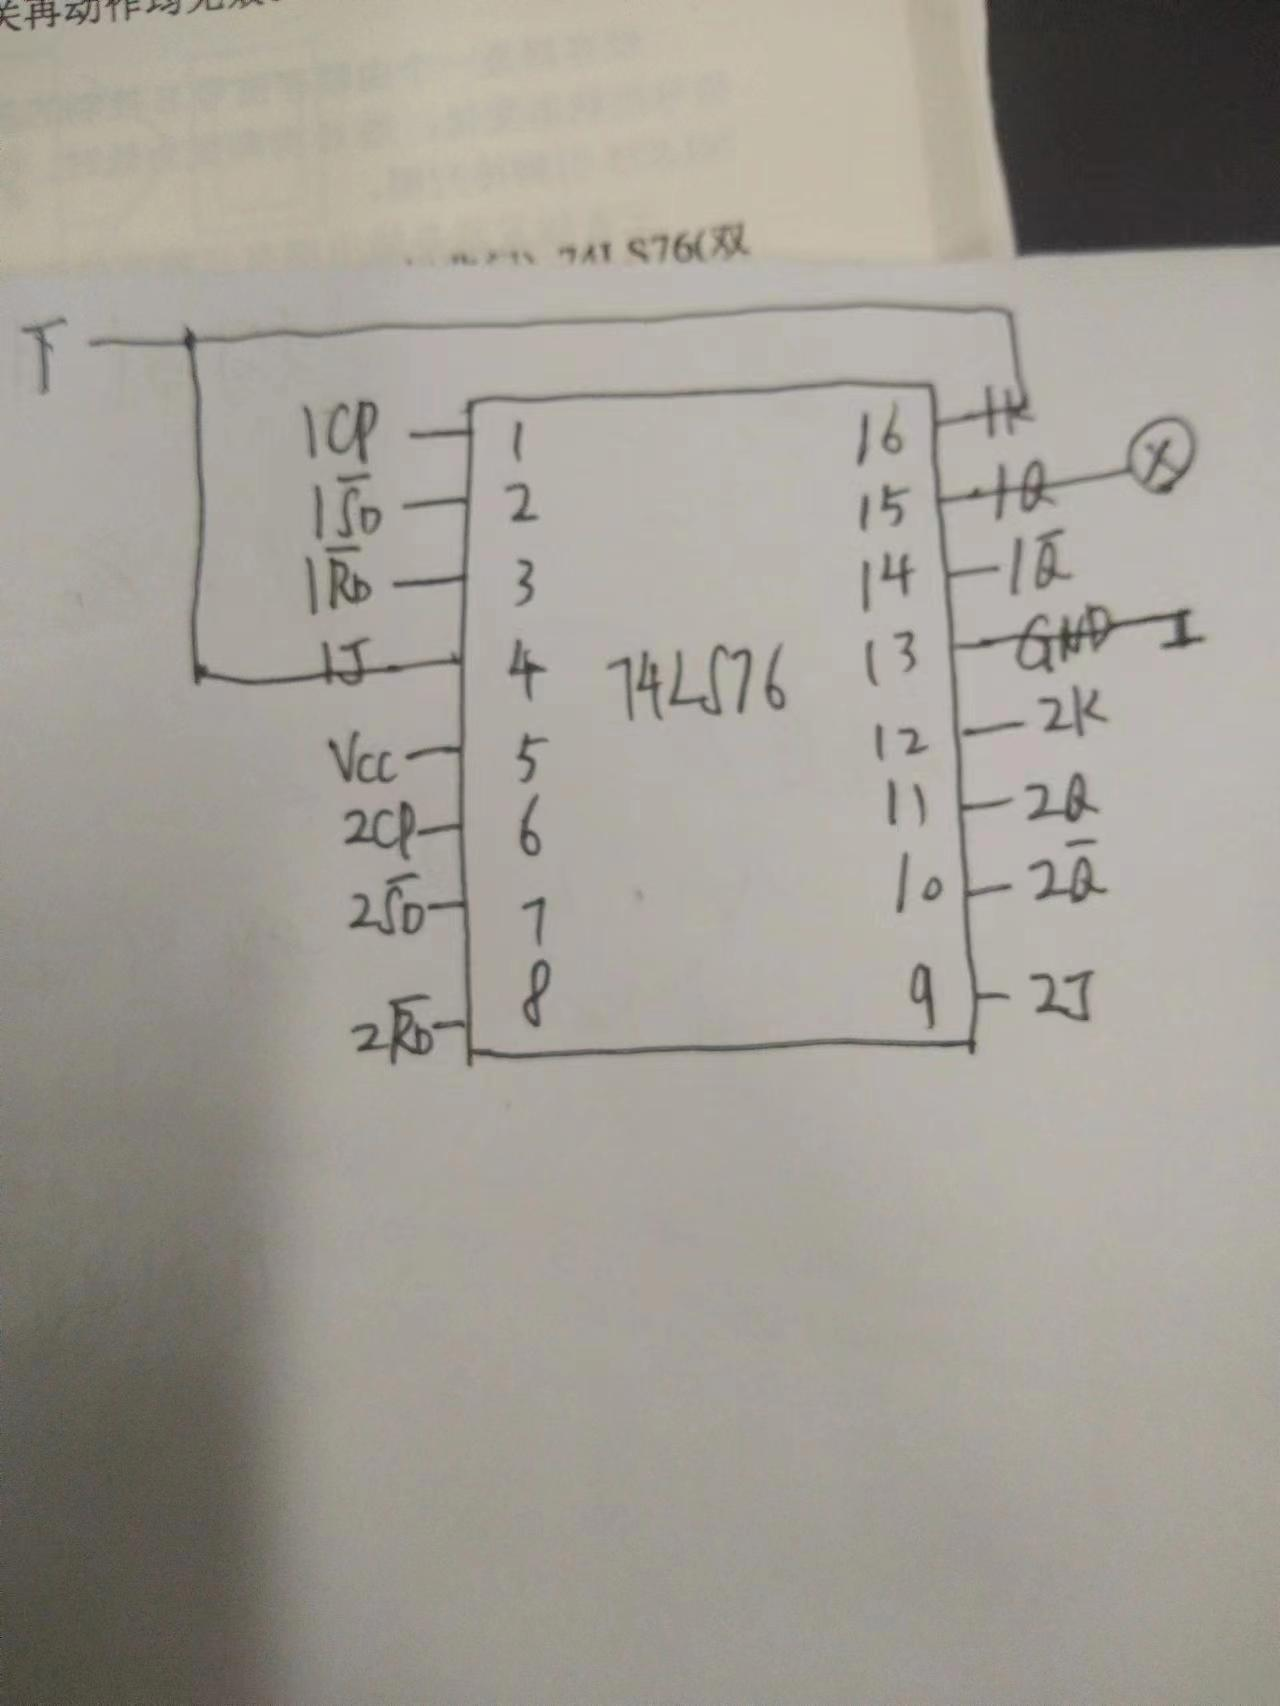 关再动作均无效
74LS76(双
T
1CP 1 16 1K
1S̅D̅ 2 15 1Q
1R̅D̅ 3 14 1Q̅
1J 4 74LS76 13 GND
Vcc 5 12 2K
2CP 6 11 2Q
2S̅D̅ 7 10 2Q̅
2R̅D̅ 8 9 2J